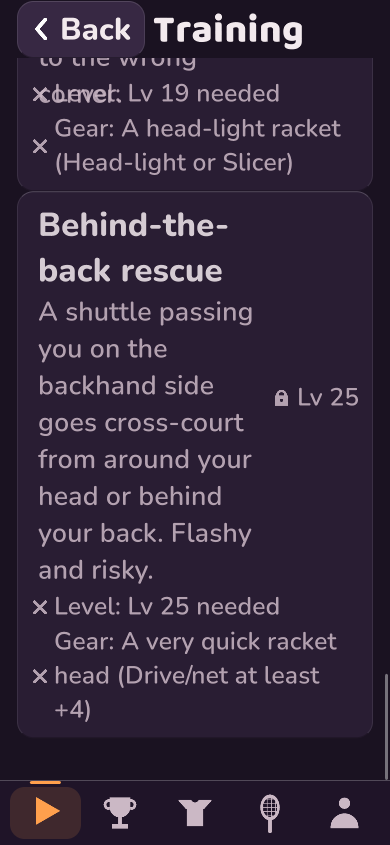 Back Training
to the wrong
corner.
Level: Lv 19 needed
Gear: A head-light racket
(Head-light or Slicer)
Behind-the-
back rescue
A shuttle passing
you on the
backhand side
goes cross-court
from around your
head or behind
your back. Flashy
and risky.
Lv 25
Level: Lv 25 needed
Gear: A very quick racket
head (Drive/net at least
+4)